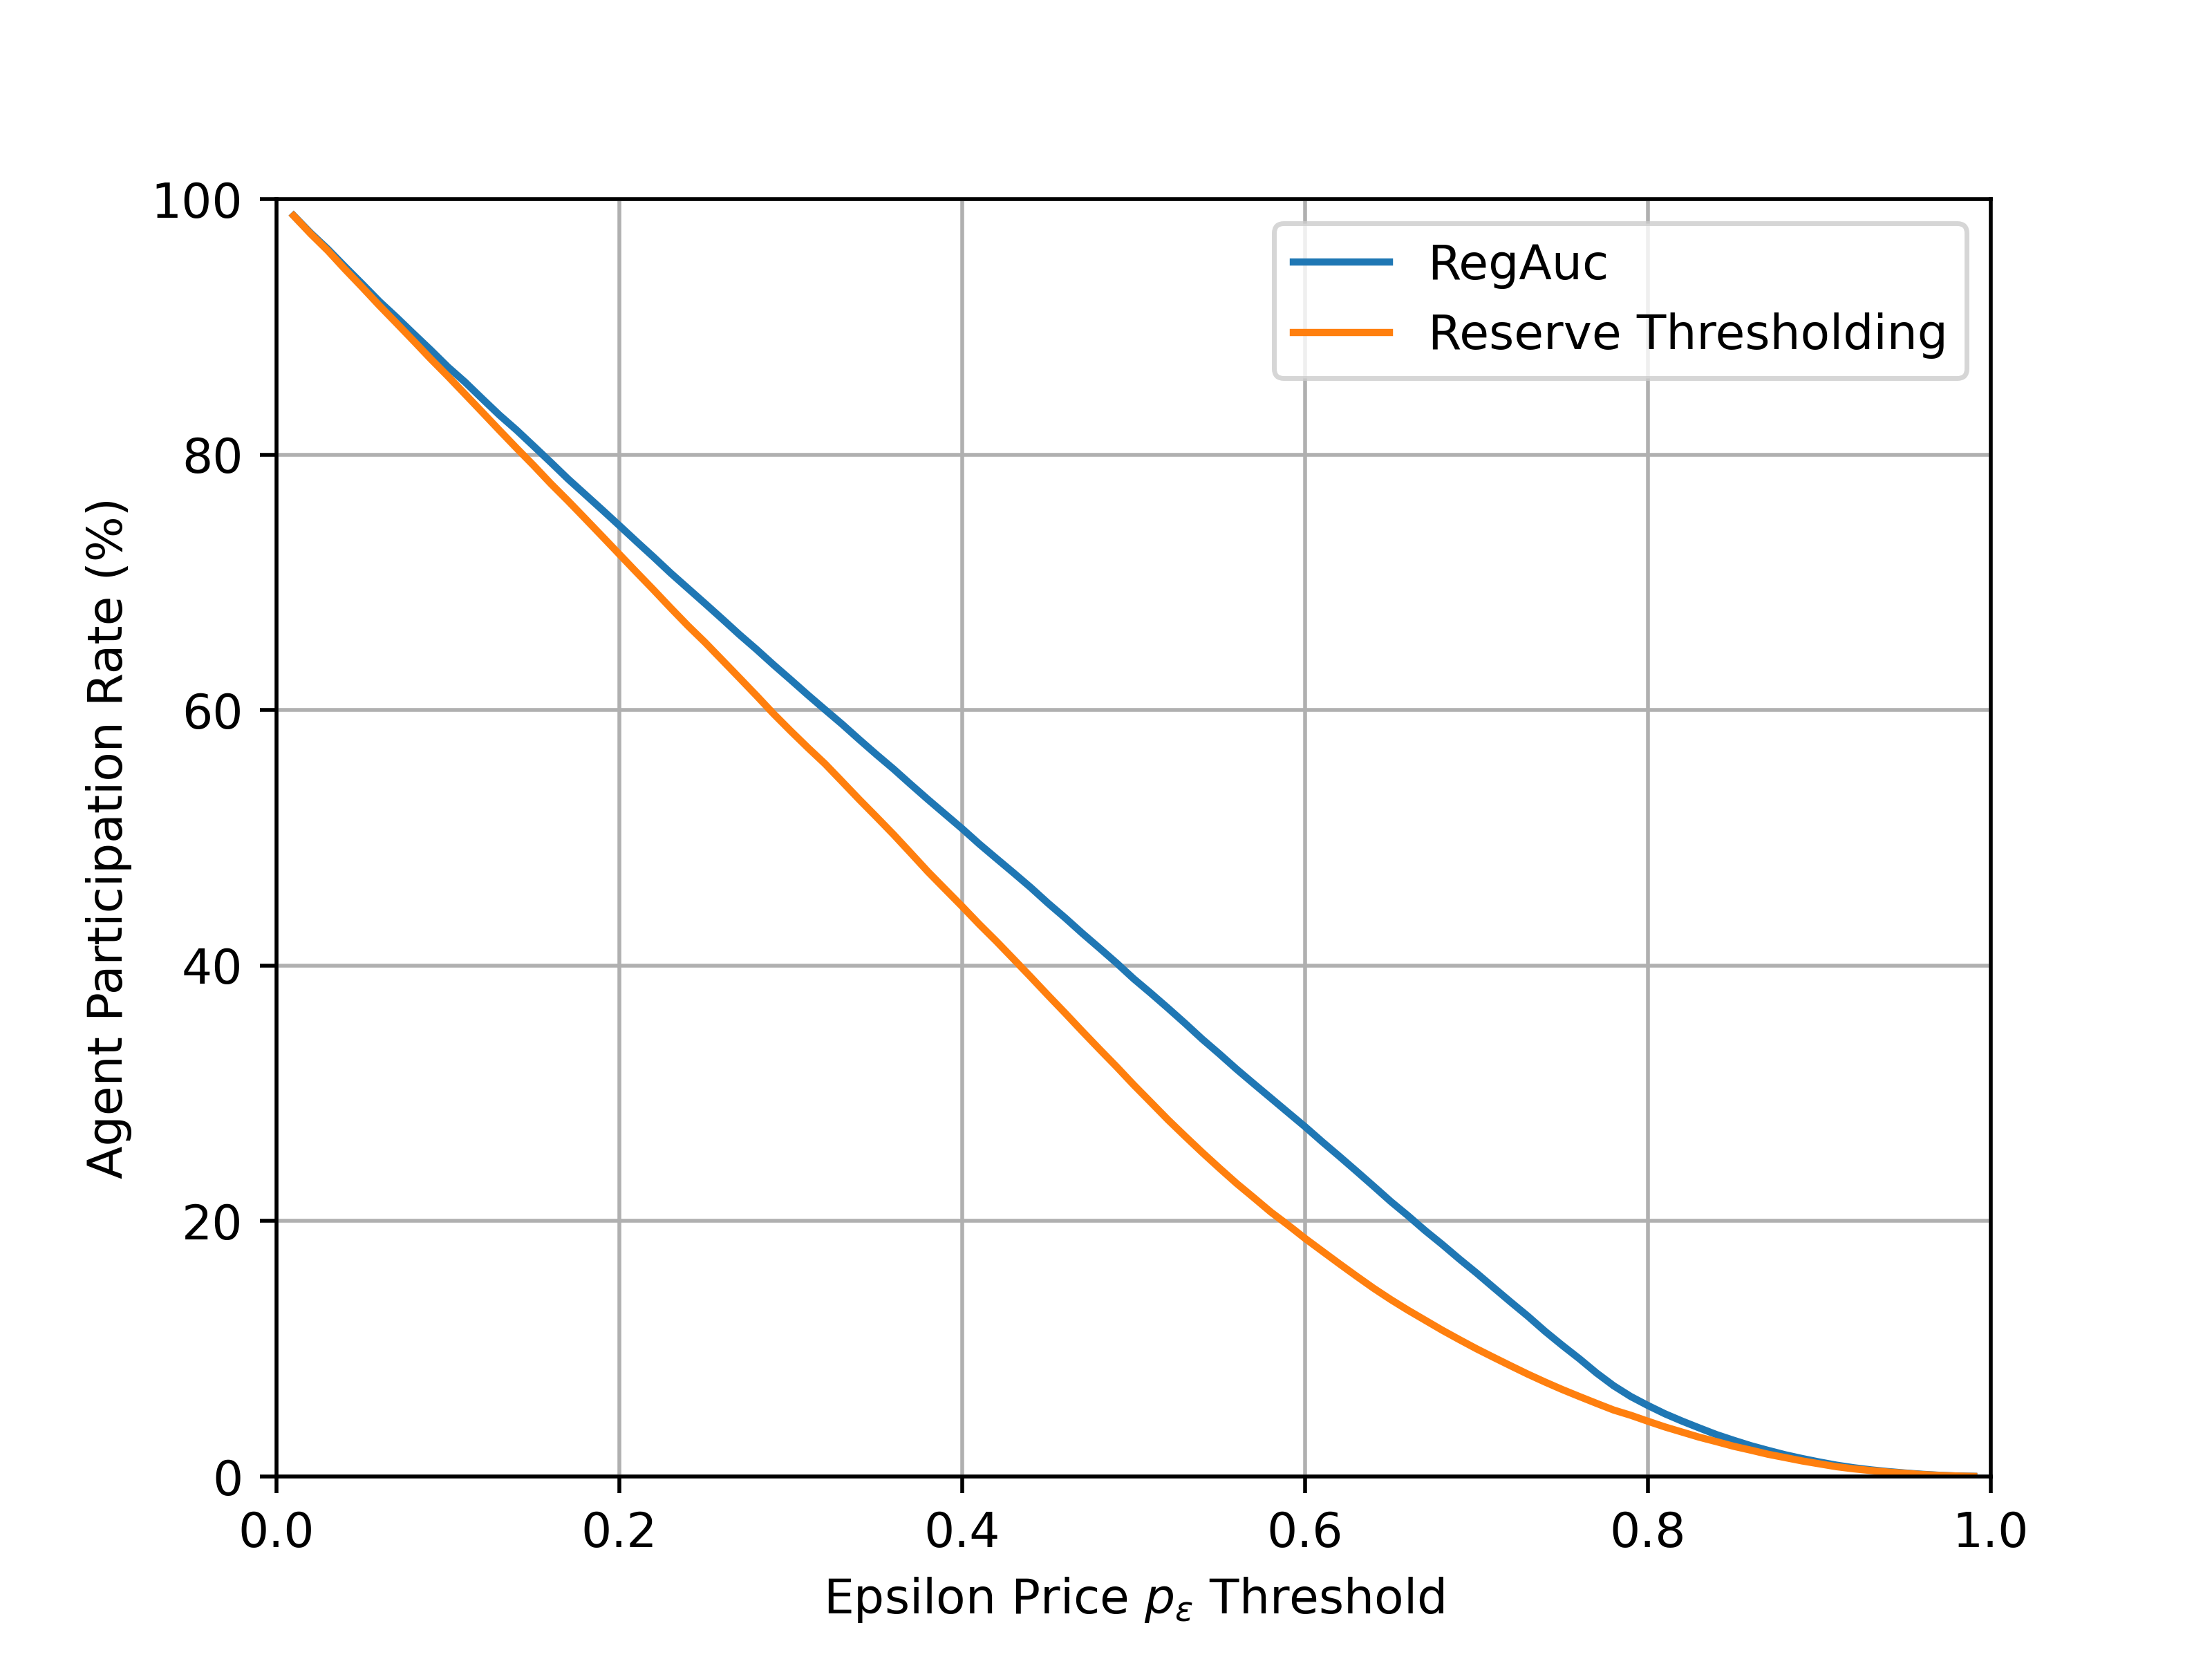 100
80
60
40
20
0
Agent Participation Rate (%)
RegAuc
Reserve Thresholding
0.0 0.2 0.4 0.6 0.8 1.0
Epsilon Price pε Threshold